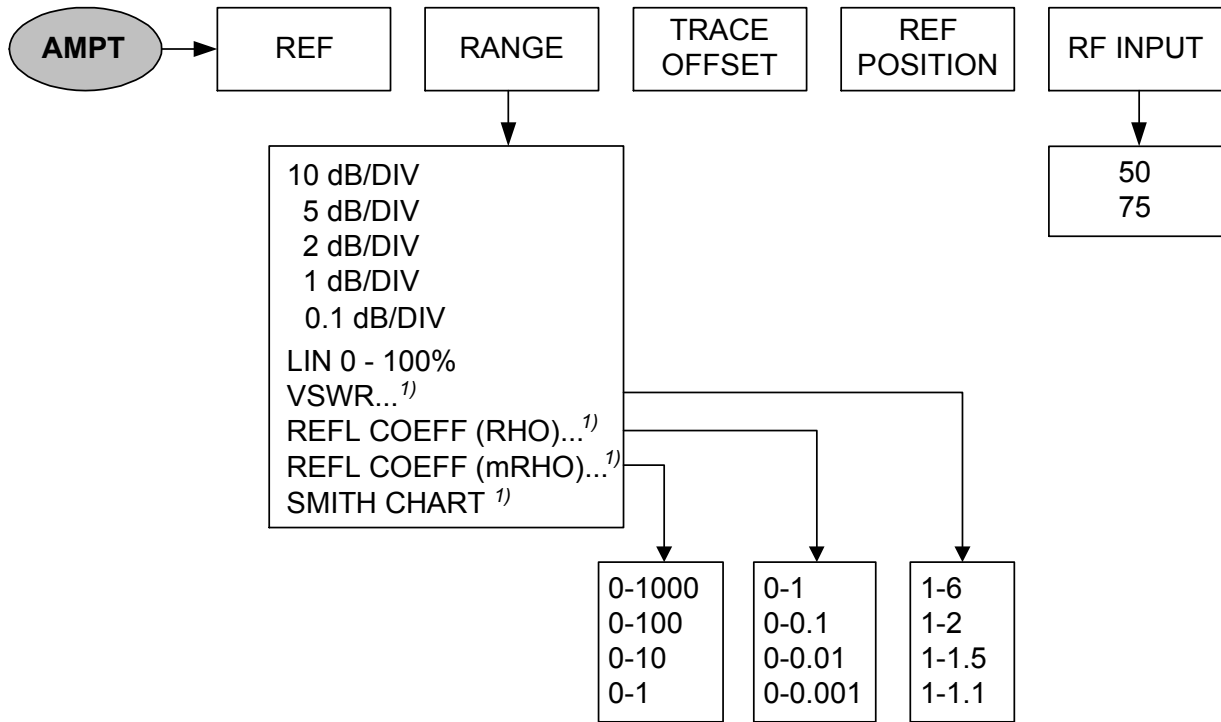 AMPT
REF
RANGE
TRACE
OFFSET
REF
POSITION
RF INPUT
10 dB/DIV
5 dB/DIV
2 dB/DIV
1 dB/DIV
0.1 dB/DIV
LIN 0 - 100%
VSWR...1)
REFL COEFF (RHO)...1)
REFL COEFF (mRHO)...1)
SMITH CHART 1)
50
75
0-1000
0-100
0-10
0-1
0-1
0-0.1
0-0.01
0-0.001
1-6
1-2
1-1.5
1-1.1